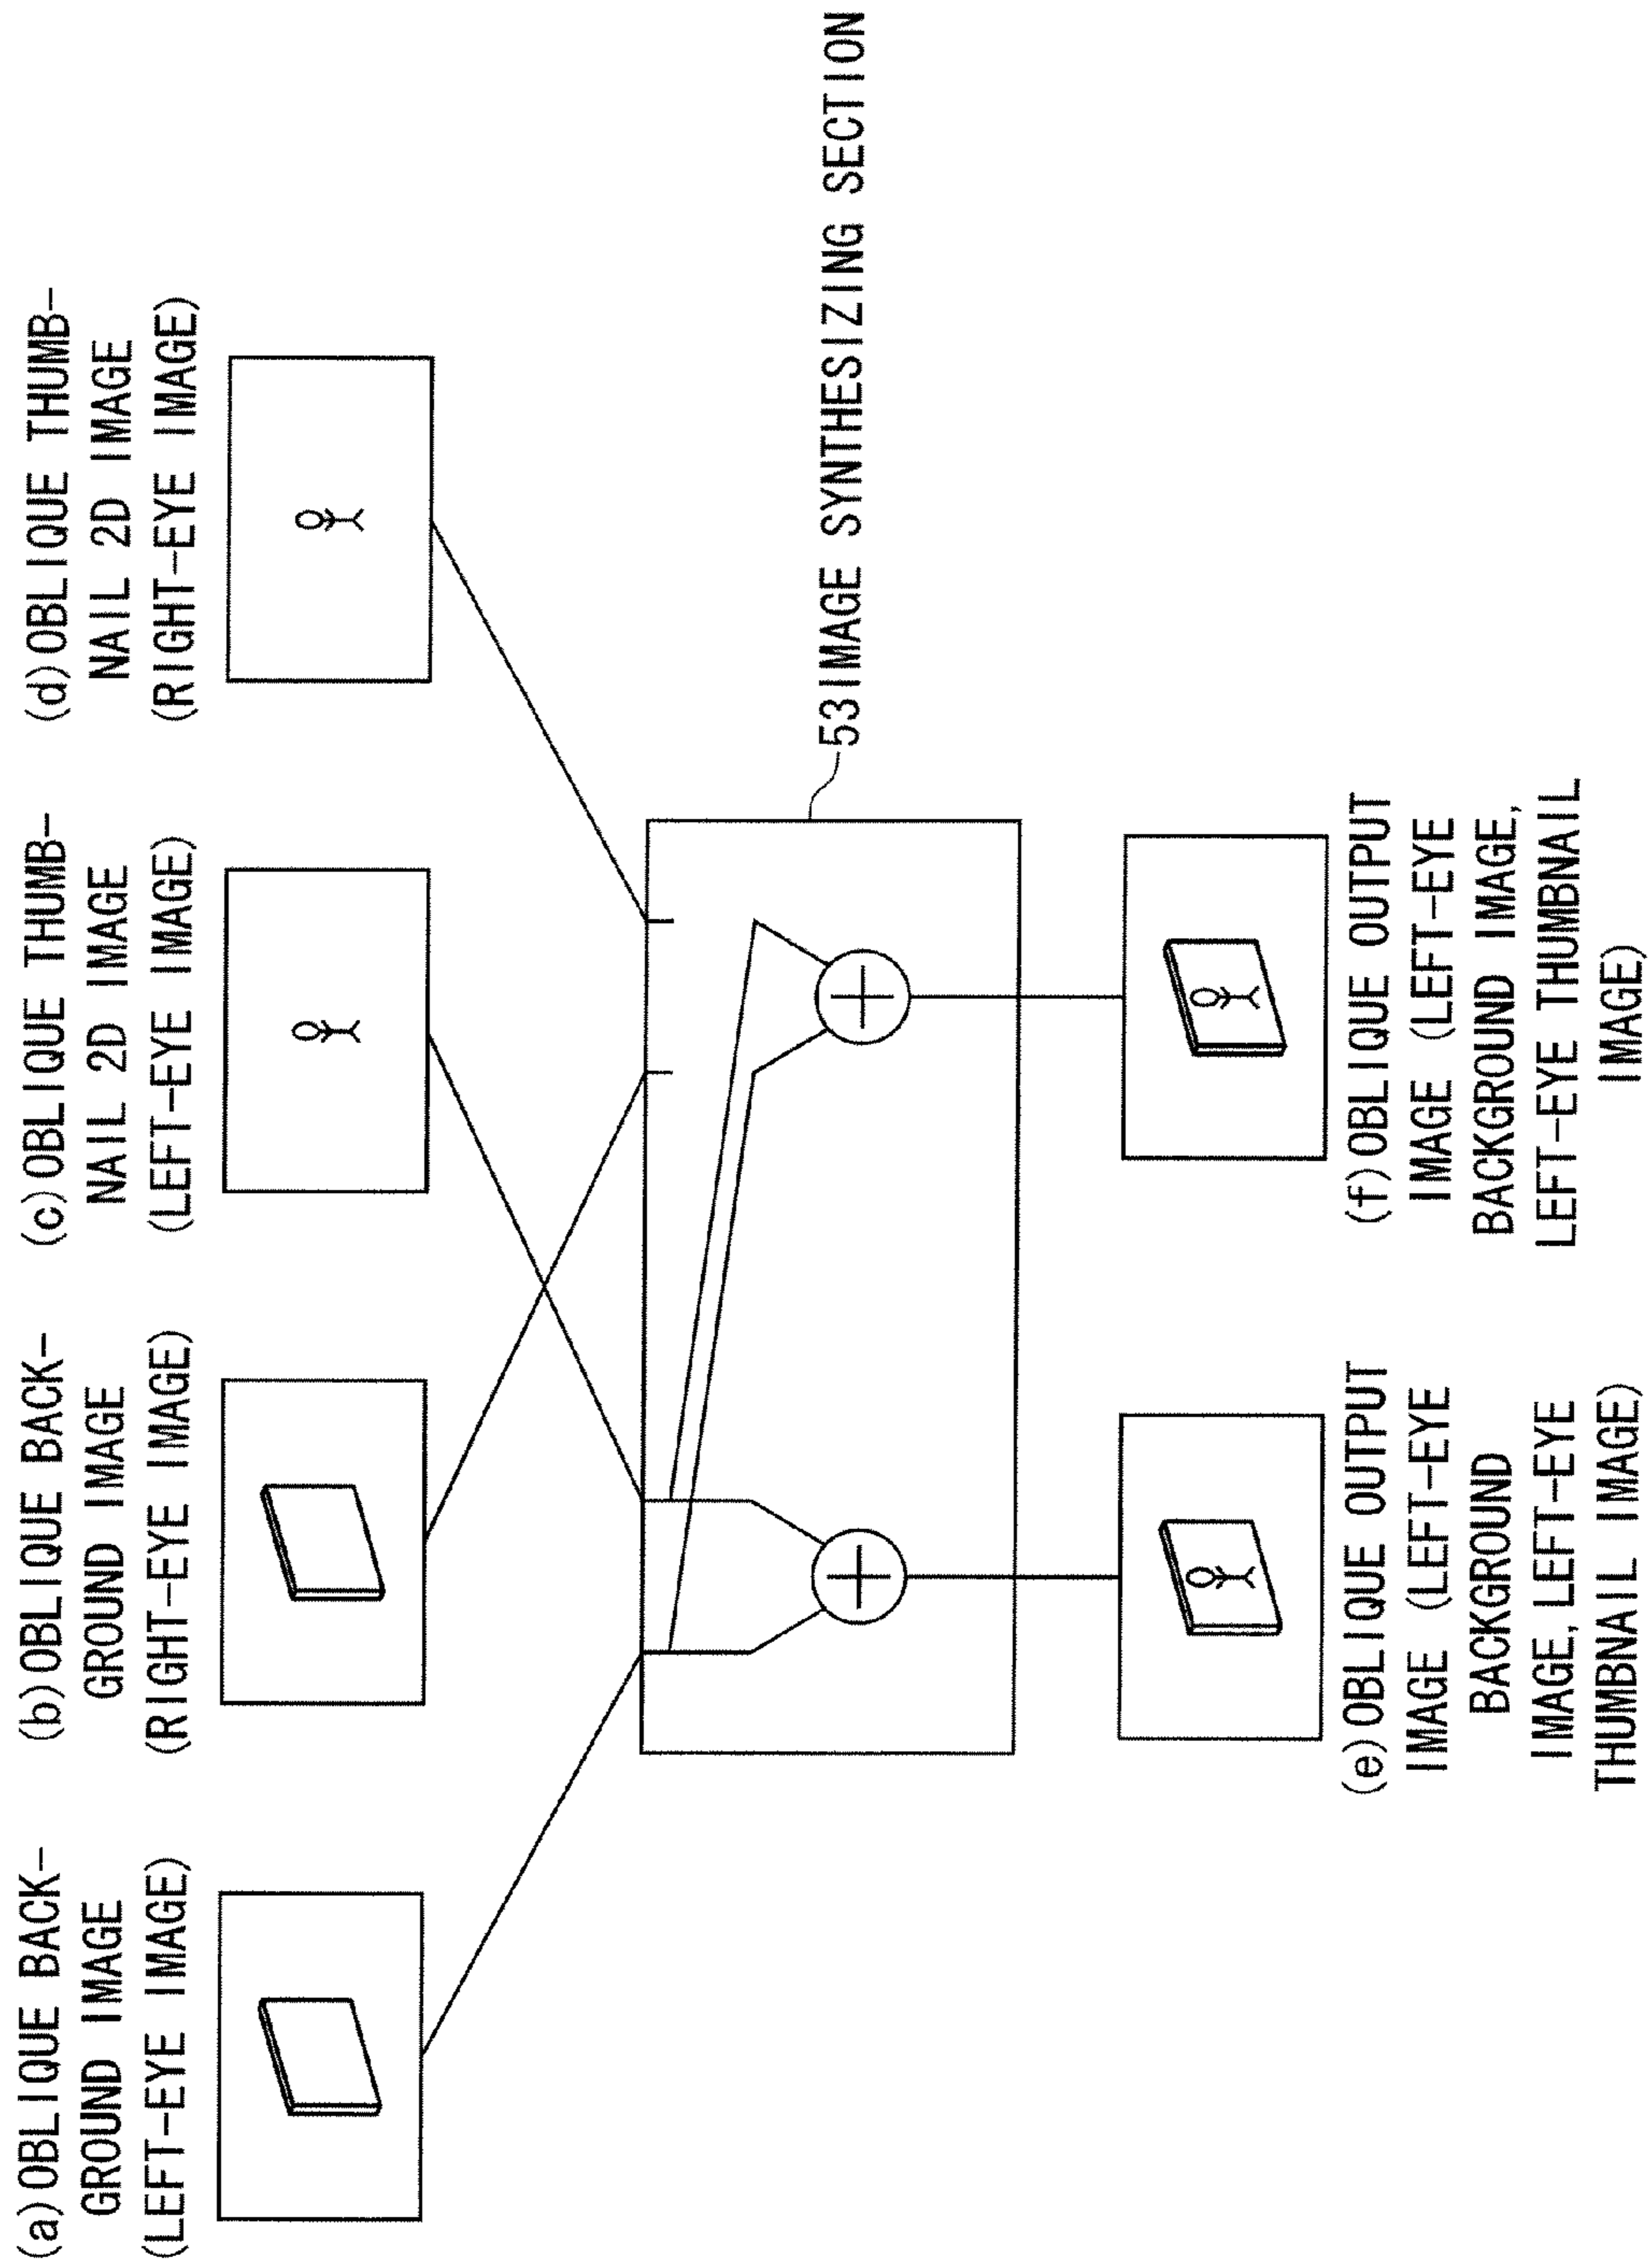 (a)OBLIQUE BACK-
GROUND IMAGE
(LEFT-EYE IMAGE)
(b)OBLIQUE BACK-
GROUND IMAGE
(RIGHT-EYE IMAGE)
(c)OBLIQUE THUMB-
NAIL 2D IMAGE
(LEFT-EYE IMAGE)
(d)OBLIQUE THUMB-
NAIL 2D IMAGE
(RIGHT-EYE IMAGE)
53IMAGE SYNTHESIZING SECTION
(e)OBLIQUE OUTPUT
IMAGE (LEFT-EYE
BACKGROUND
IMAGE, LEFT-EYE
THUMBNAIL IMAGE)
(f)OBLIQUE OUTPUT
IMAGE (LEFT-EYE
BACKGROUND IMAGE,
LEFT-EYE THUMBNAIL
IMAGE)